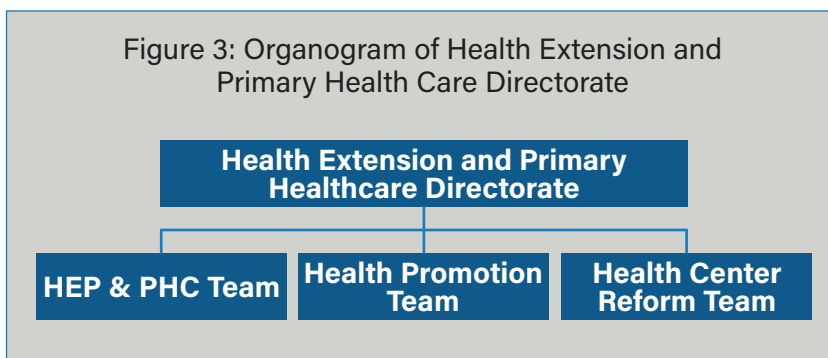 Figure 3: Organogram of Health Extension and
Primary Health Care Directorate
Health Extension and Primary
Healthcare Directorate
HEP & PHC Team
Health Promotion
Team
Health Center
Reform Team